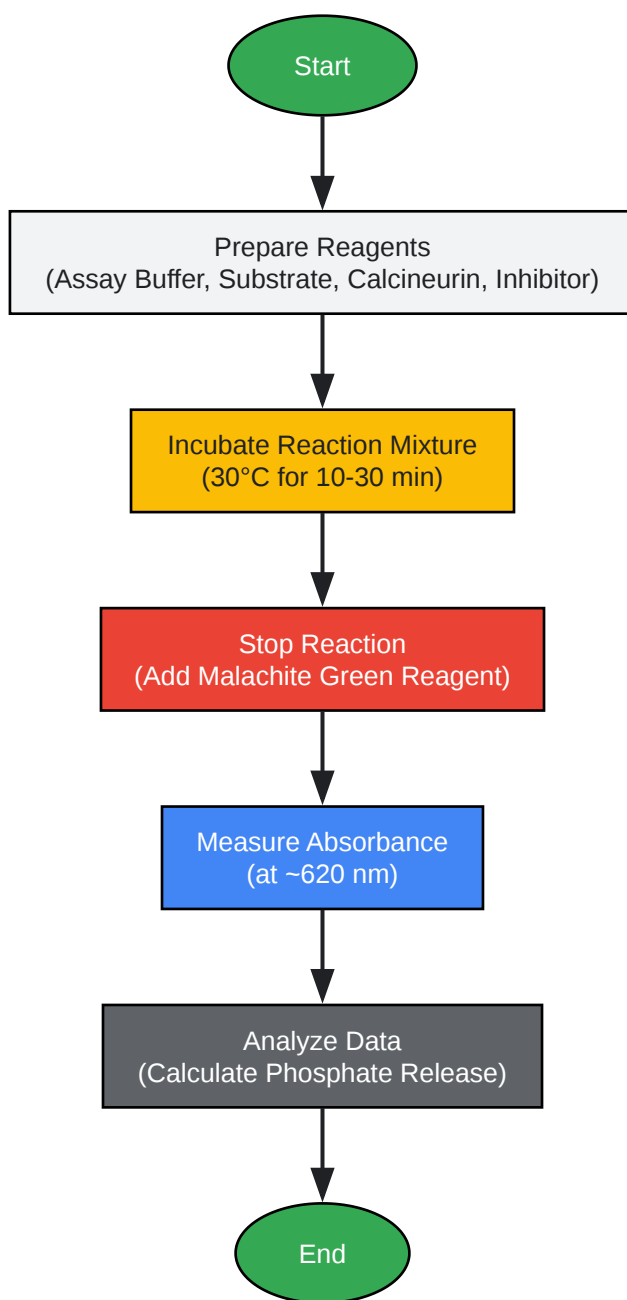 Start
Prepare Reagents
(Assay Buffer, Substrate, Calcineurin, Inhibitor)
Incubate Reaction Mixture
(30°C for 10-30 min)
Stop Reaction
(Add Malachite Green Reagent)
Measure Absorbance
(at ~620 nm)
Analyze Data
(Calculate Phosphate Release)
End